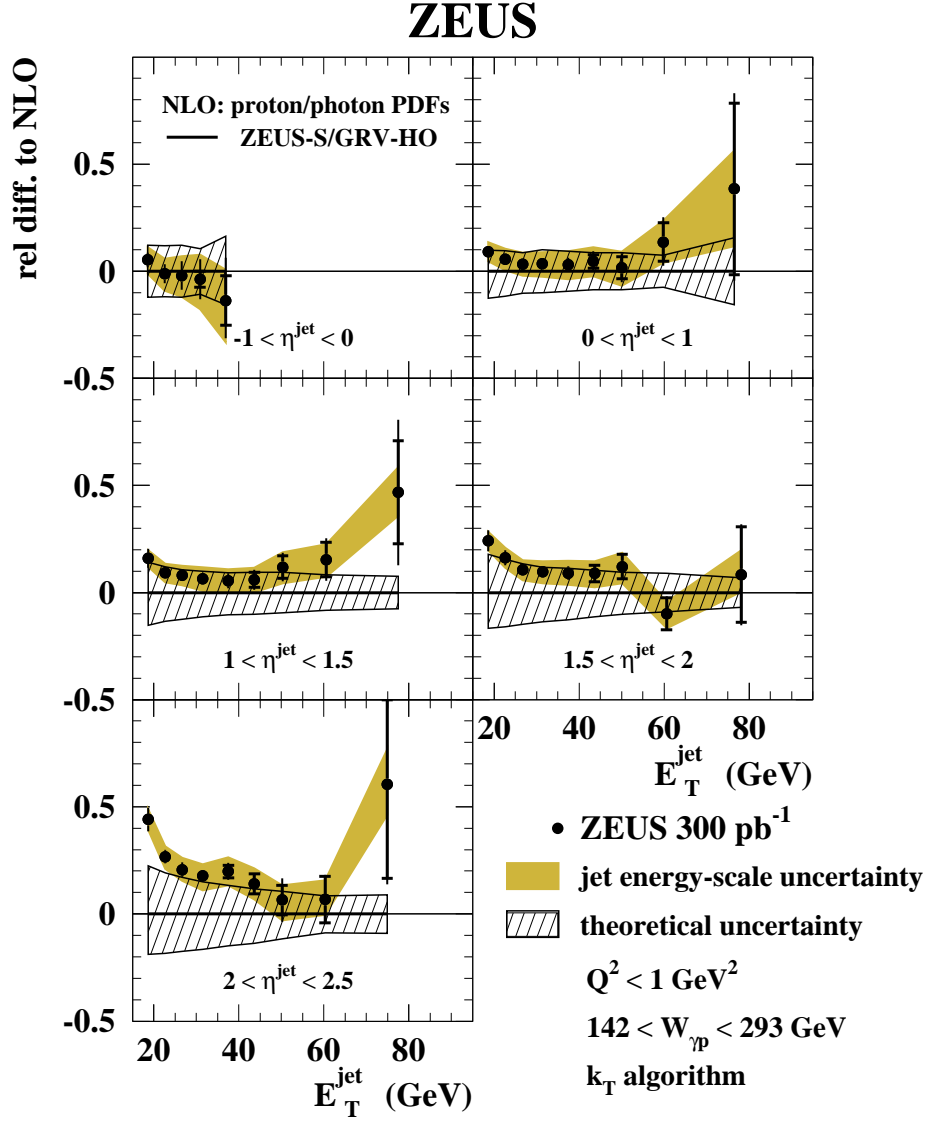 ZEUS
rel diff. to NLO
NLO: proton/photon PDFs
ZEUS-S/GRV-HO
0.5
0
-0.5
-1 < η^jet < 0
0 < η^jet < 1
0.5
0
-0.5
1 < η^jet < 1.5
1.5 < η^jet < 2
20 40 60 80
E_T^jet (GeV)
0.5
0
-0.5
2 < η^jet < 2.5
20 40 60 80
E_T^jet (GeV)
ZEUS 300 pb^-1
jet energy-scale uncertainty
theoretical uncertainty
Q^2 < 1 GeV^2
142 < W_γp < 293 GeV
k_T algorithm